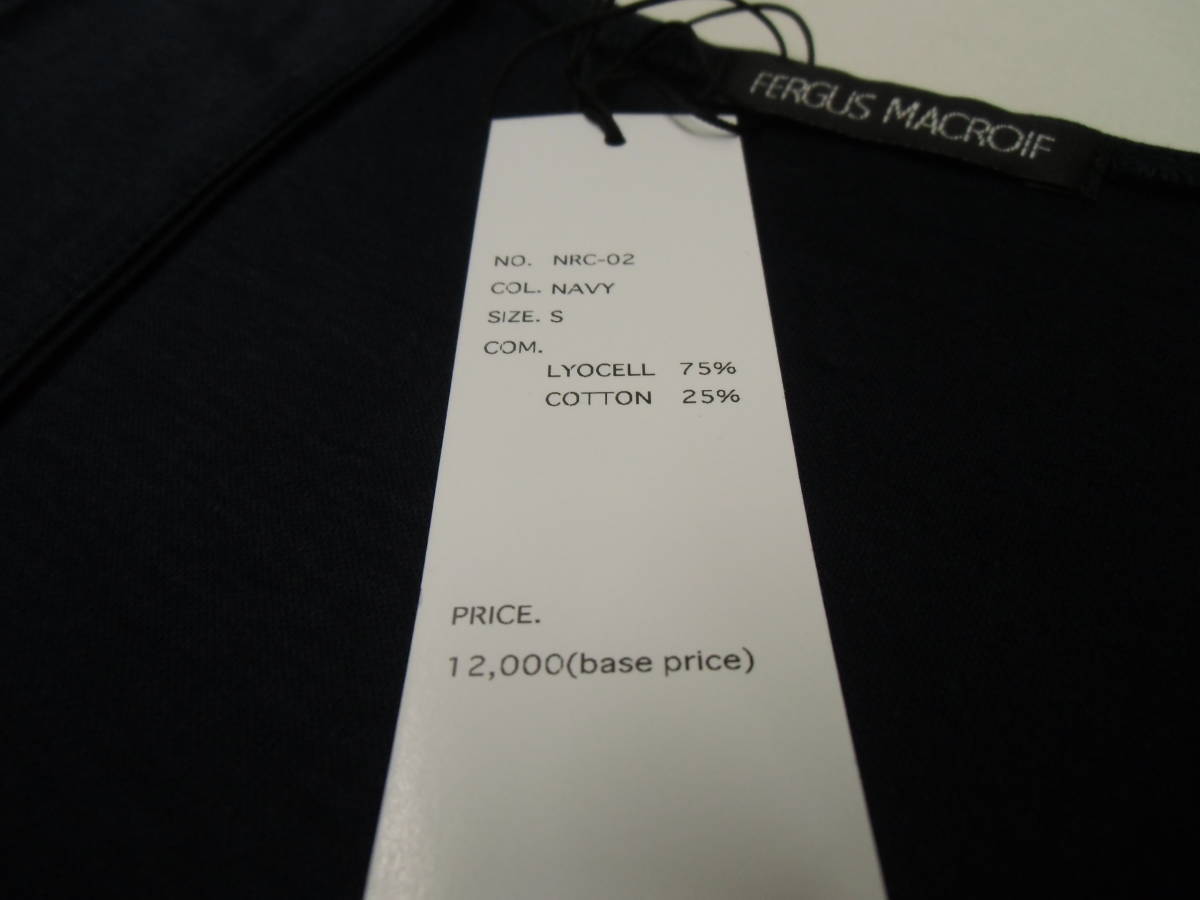 FERGUS MACROIF
NO. NRC-02
COL. NAVY
SIZE. S
COM.
LYOCELL 75%
COTTON 25%
PRICE.
12,000(base price)